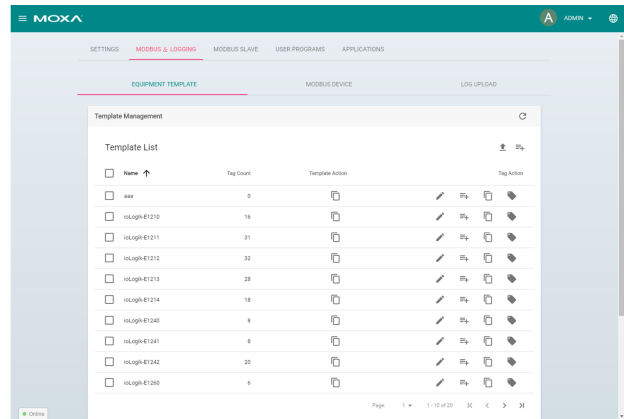 MOXA
A ADMIN
SETTINGS MODBUS & LOGGING MODBUS SLAVE USER PROGRAMS APPLICATIONS
EQUIPMENT TEMPLATE MODBUS DEVICE LOG UPLOAD
Template Management
Template List
Name Tag Count Template Action Tag Action
aaa 0
ioLogik-E1210 16
ioLogik-E1211 31
ioLogik-E1212 32
ioLogik-E1213 28
ioLogik-E1214 18
ioLogik-E1240 8
ioLogik-E1241 8
ioLogik-E1242 20
ioLogik-E1260 6
Page 1 1 - 10 of 20
Online